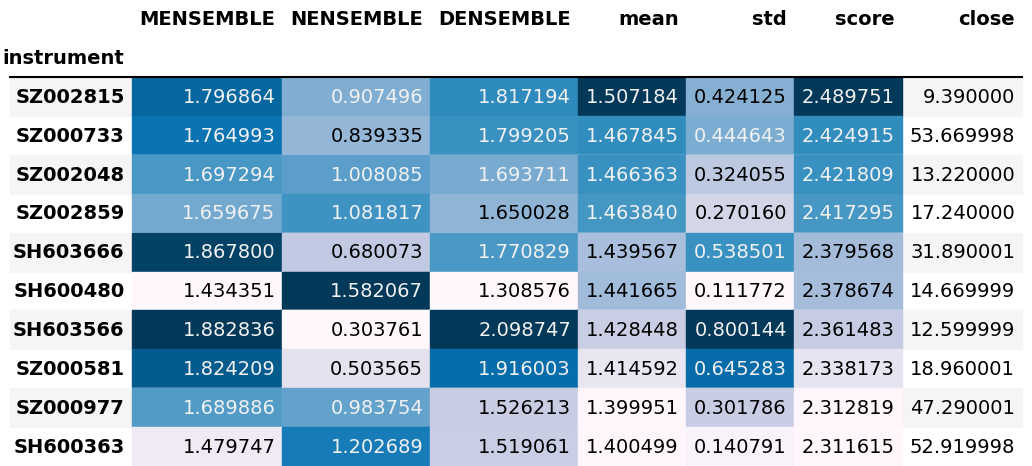 MENSEMBLE NENSEMBLE DENSEMBLE mean std score close
instrument
SZ002815 1.796864 0.907496 1.817194 1.507184 0.424125 2.489751 9.390000
SZ000733 1.764993 0.839335 1.799205 1.467845 0.444643 2.424915 53.669998
SZ002048 1.697294 1.008085 1.693711 1.466363 0.324055 2.421809 13.220000
SZ002859 1.659675 1.081817 1.650028 1.463840 0.270160 2.417295 17.240000
SH603666 1.867800 0.680073 1.770829 1.439567 0.538501 2.379568 31.890001
SH600480 1.434351 1.582067 1.308576 1.441665 0.111772 2.378674 14.669999
SH603566 1.882836 0.303761 2.098747 1.428448 0.800144 2.361483 12.599999
SZ000581 1.824209 0.503565 1.916003 1.414592 0.645283 2.338173 18.960001
SZ000977 1.689886 0.983754 1.526213 1.399951 0.301786 2.312819 47.290001
SH600363 1.479747 1.202689 1.519061 1.400499 0.140791 2.311615 52.919998